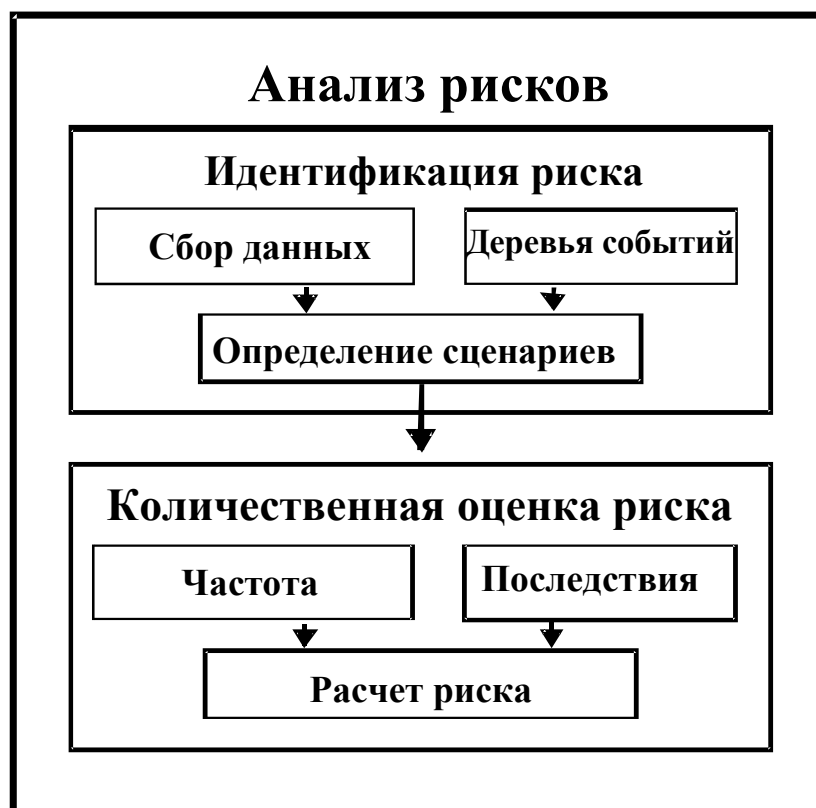 Анализ рисков
Идентификация риска
Сбор данных
Деревья событий
Определение сценариев
Количественная оценка риска
Частота
Последствия
Расчет риска